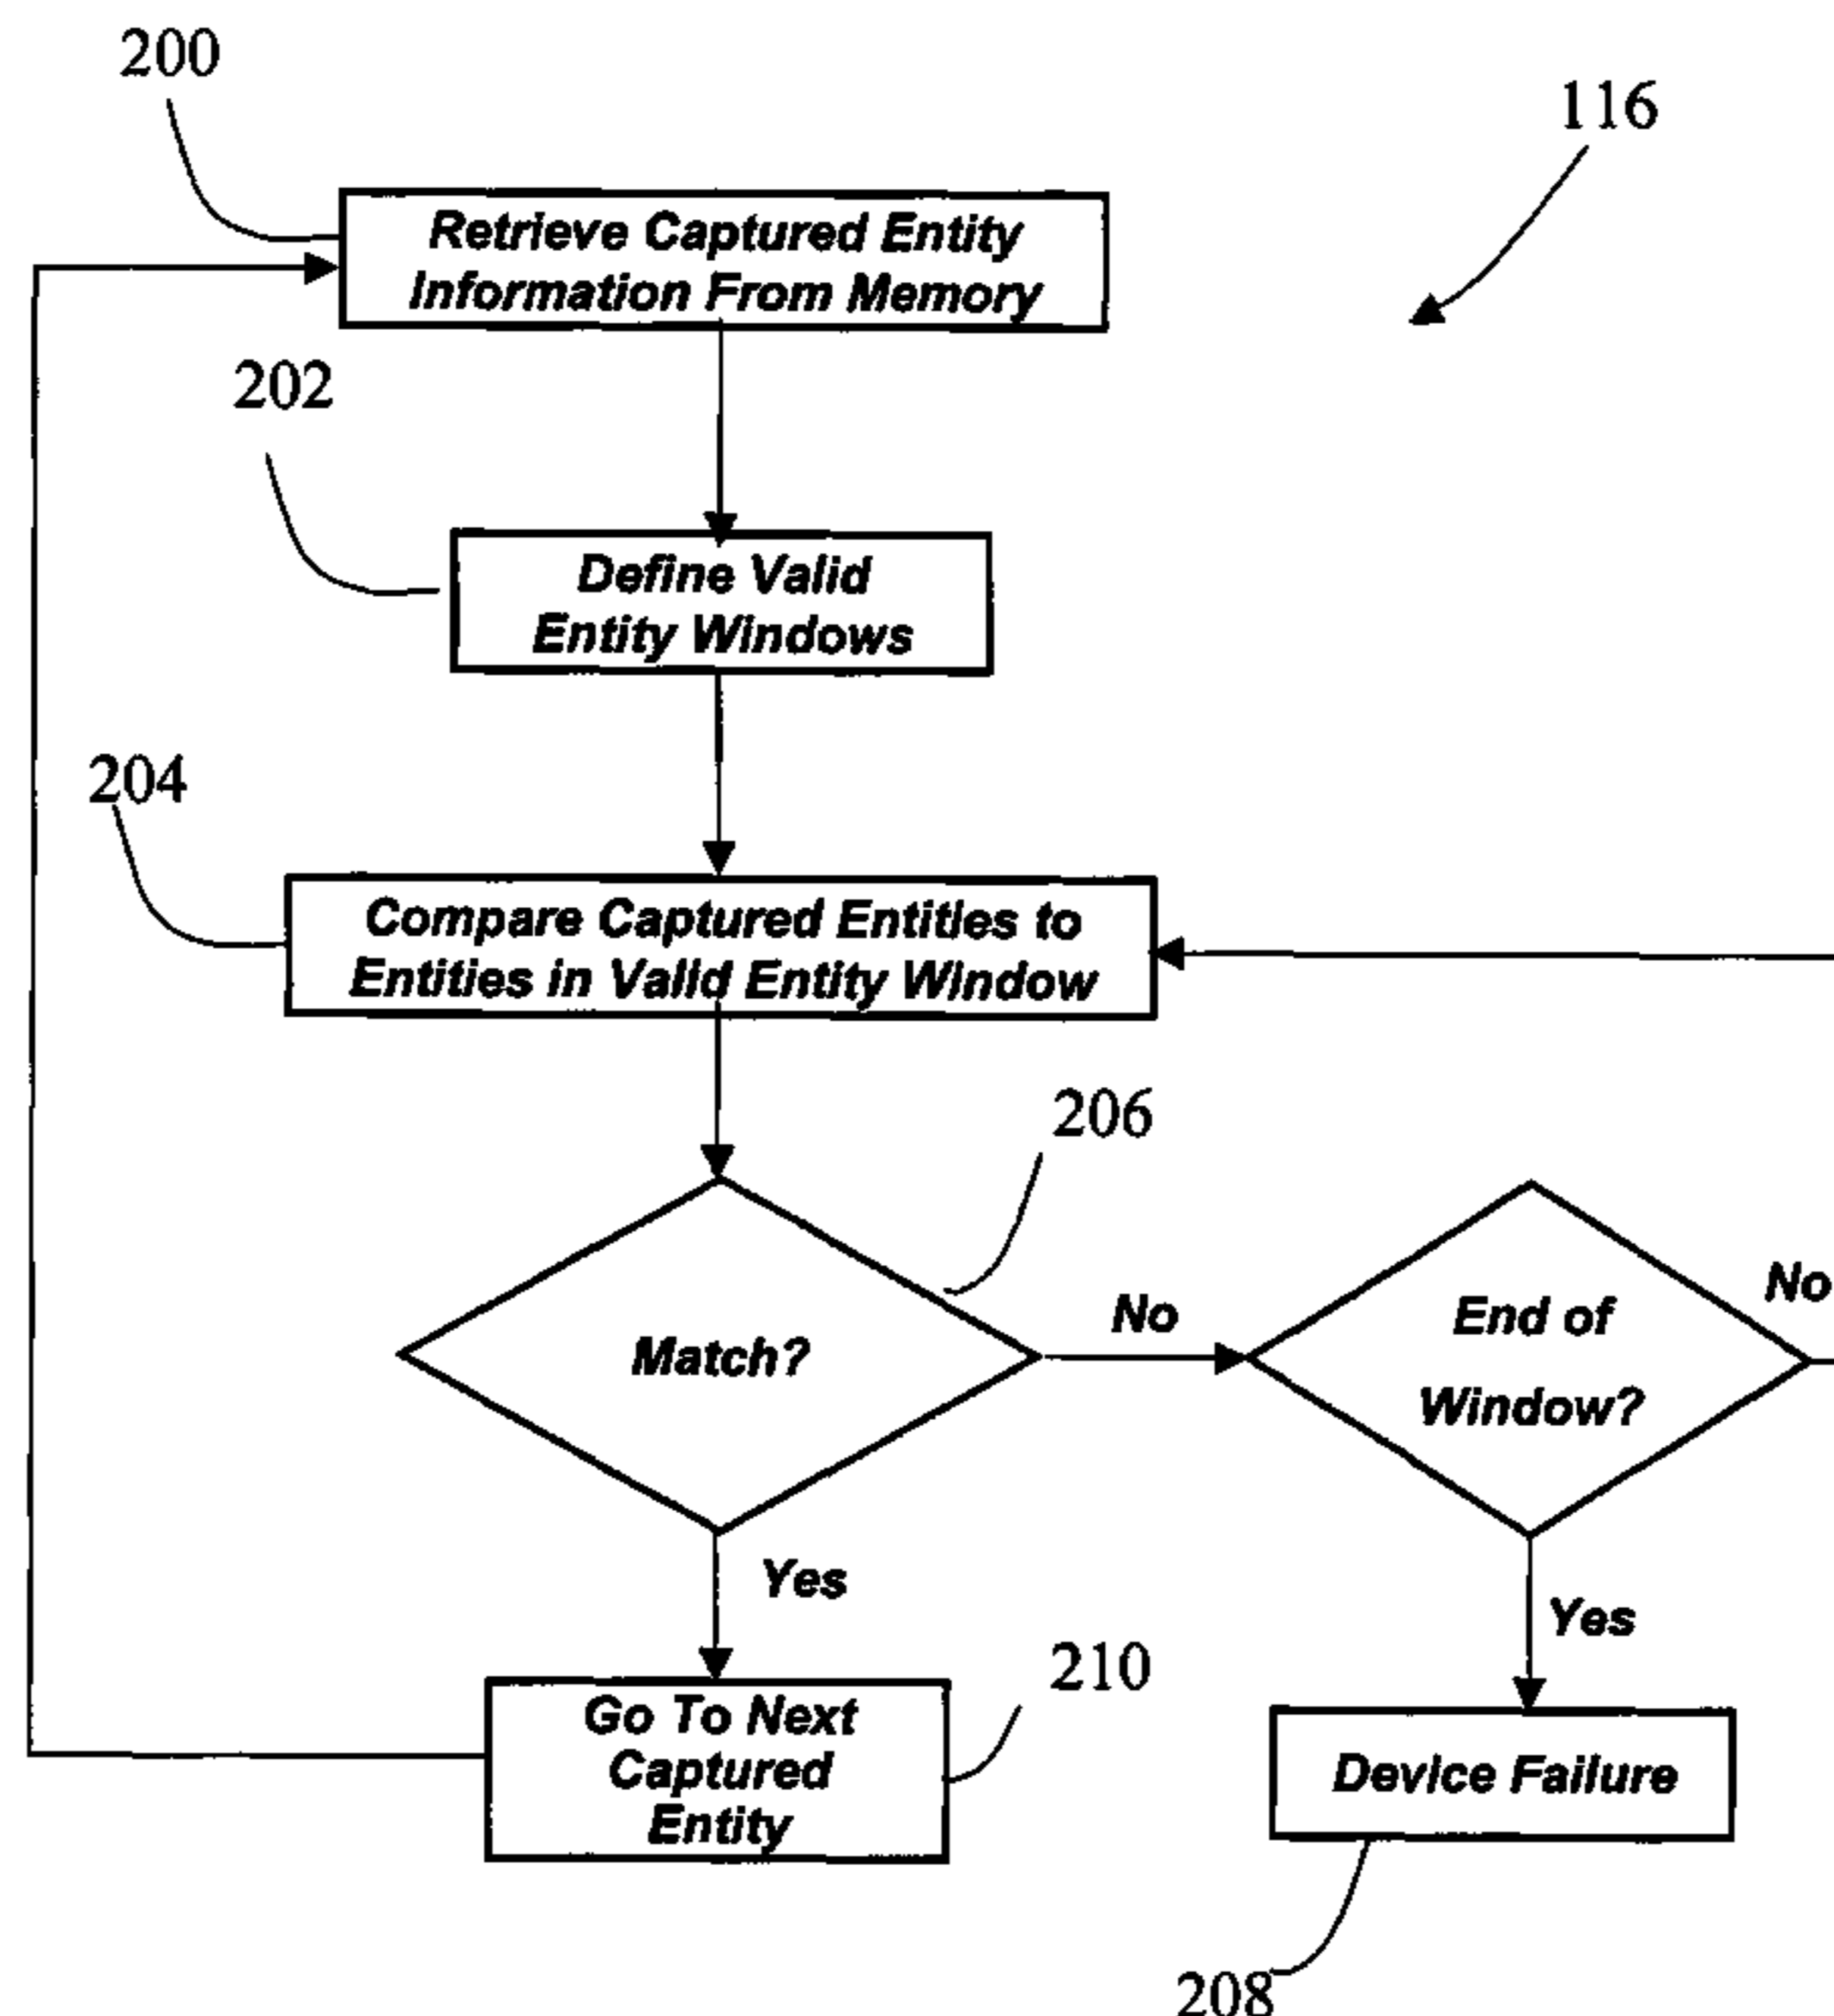 200
116
Retrieve Captured Entity
Information From Memory
202
Define Valid
Entity Windows
204
Compare Captured Entities to
Entities in Valid Entity Window
206
Match?
No
End of
Window?
No
Yes
Yes
210
Go To Next
Captured
Entity
Device Failure
208